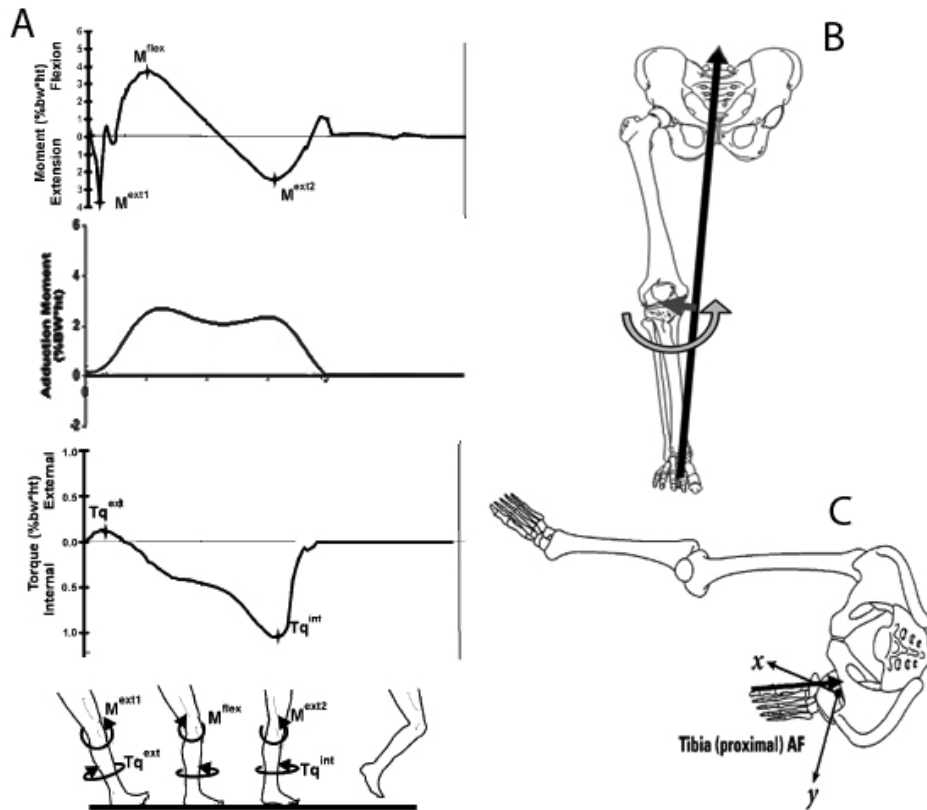 A
M^flex
6
5
4
3
2
1
0
1
2
3
4
Moment (%bw*ht)
Extension Flexion
M^ext1
M^ext2
6
4
2
0
-2
0
Adduction Moment
(%BW*ht)
1.0
0.5
0.0
0.5
1.0
Torque (%bw*ht)
Internal External
Tq^ext
Tq^int
M^ext1
M^flex
M^ext2
Tq^ext
Tq^int
B
C
x
Tibia (proximal) AF
y